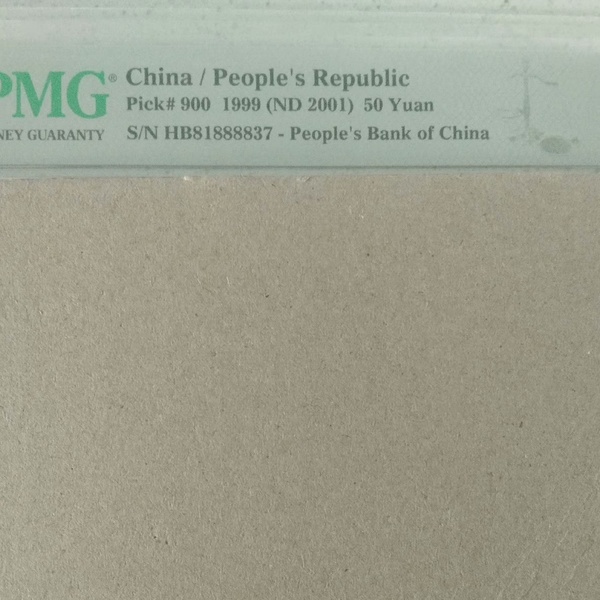 PMG®
China / People's Republic
Pick# 900 1999 (ND 2001) 50 Yuan
NEY GUARANTY
S/N HB81888837 - People's Bank of China